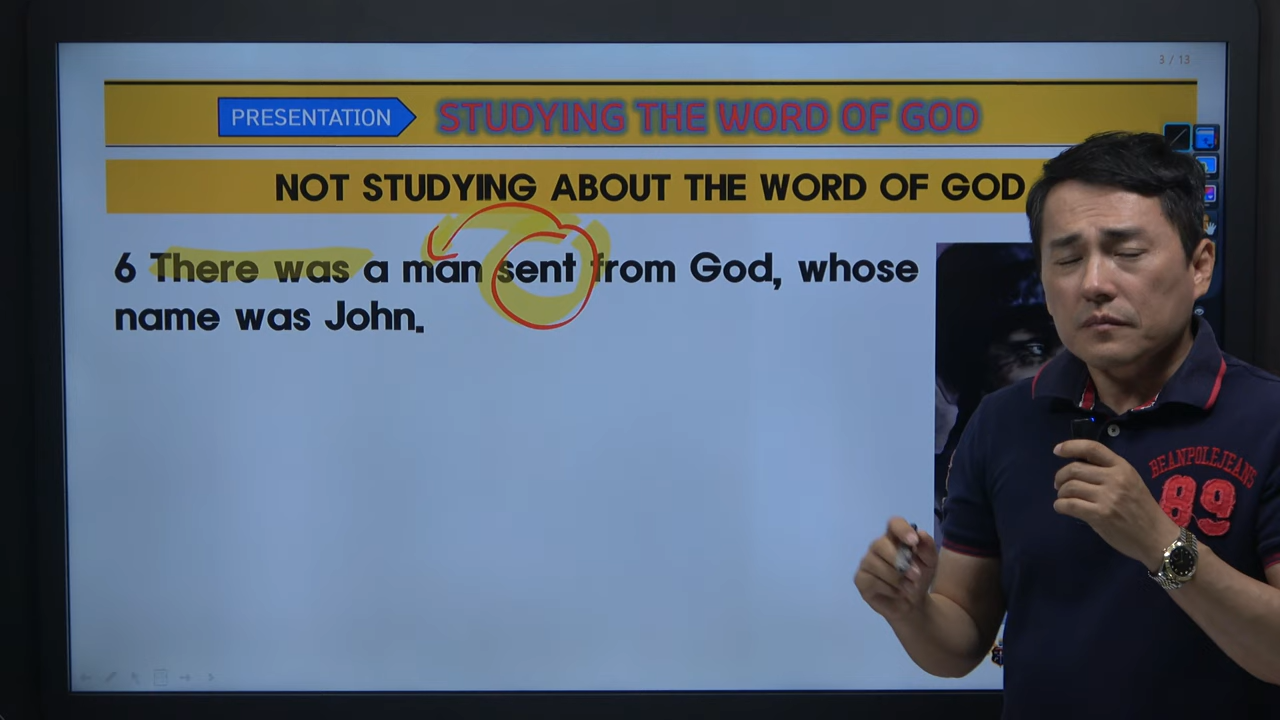 3 / 13
PRESENTATION
STUDYING THE WORD OF GOD
NOT STUDYING ABOUT THE WORD OF GOD
6 There was a man sent from God, whose
name was John.
BEANPOLEJEANS
89